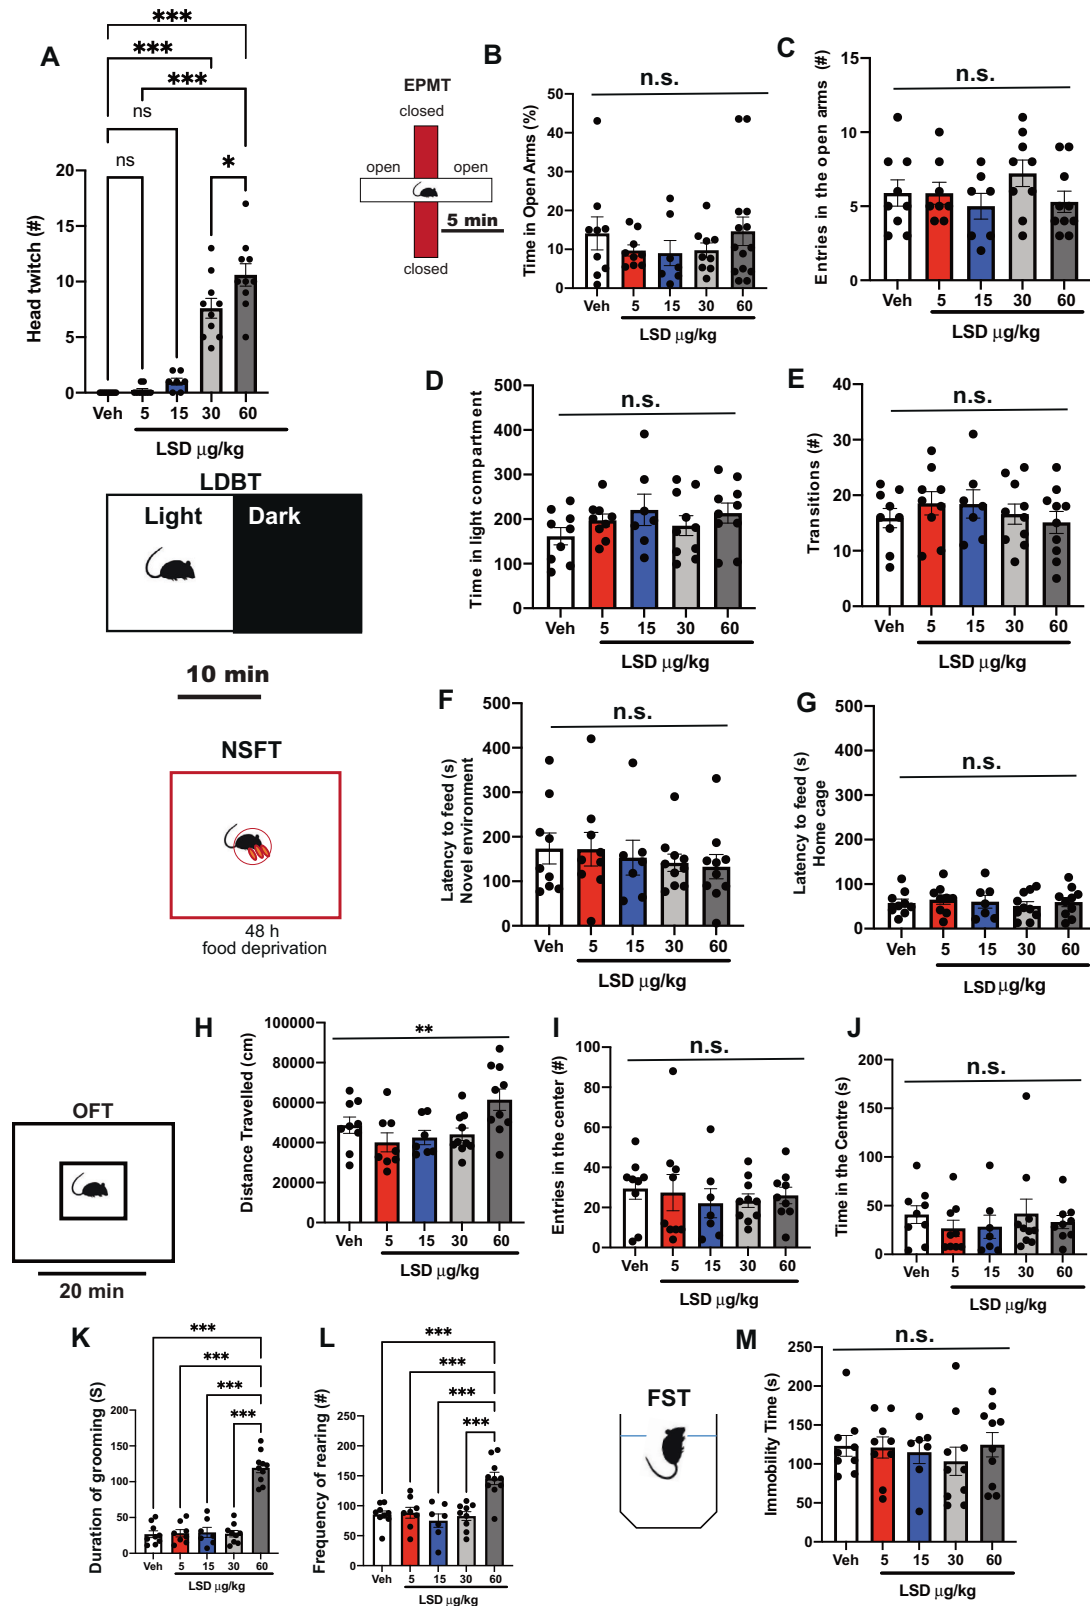 A
***
***
***
ns
ns
*
Head twitch (#)
20
15
10
5
0
Veh 5 15 30 60
LSD μg/kg
EPMT
closed
open open
5 min
closed
B
n.s.
Time in Open Arms (%)
50
40
30
20
10
0
Veh 5 15 30 60
LSD μg/kg
C
n.s.
Entries in the open arms (#)
15
10
5
0
Veh 5 15 30 60
LSD μg/kg
LDBT
Light Dark
10 min
D
n.s.
Time in light compartment
500
400
300
200
100
0
Veh 5 15 30 60
LSD μg/kg
E
n.s.
Transitions (#)
40
30
20
10
0
Veh 5 15 30 60
LSD μg/kg
NSFT
48 h
food deprivation
F
n.s.
Latency to feed (s)
Novel environment
500
400
300
200
100
0
Veh 5 15 30 60
LSD μg/kg
G
n.s.
Latency to feed (s)
Home cage
500
400
300
200
100
0
Veh 5 15 30 60
LSD μg/kg
OFT
20 min
H
**
Distance Travelled (cm)
100000
80000
60000
40000
20000
0
Veh 5 15 30 60
LSD μg/kg
I
n.s.
Entries in the center (#)
100
80
60
40
20
0
Veh 5 15 30 60
LSD μg/kg
J
n.s.
Time in the Centre (s)
200
150
100
50
0
Veh 5 15 30 60
LSD μg/kg
K
***
***
***
***
Duration of grooming (S)
200
150
100
50
0
Veh 5 15 30 60
LSD μg/kg
L
***
***
***
***
Frequency of rearing (#)
250
200
150
100
50
0
Veh 5 15 30 60
LSD μg/kg
FST
M
n.s.
Immobility Time (s)
250
200
150
100
50
0
Veh 5 15 30 60
LSD μg/kg